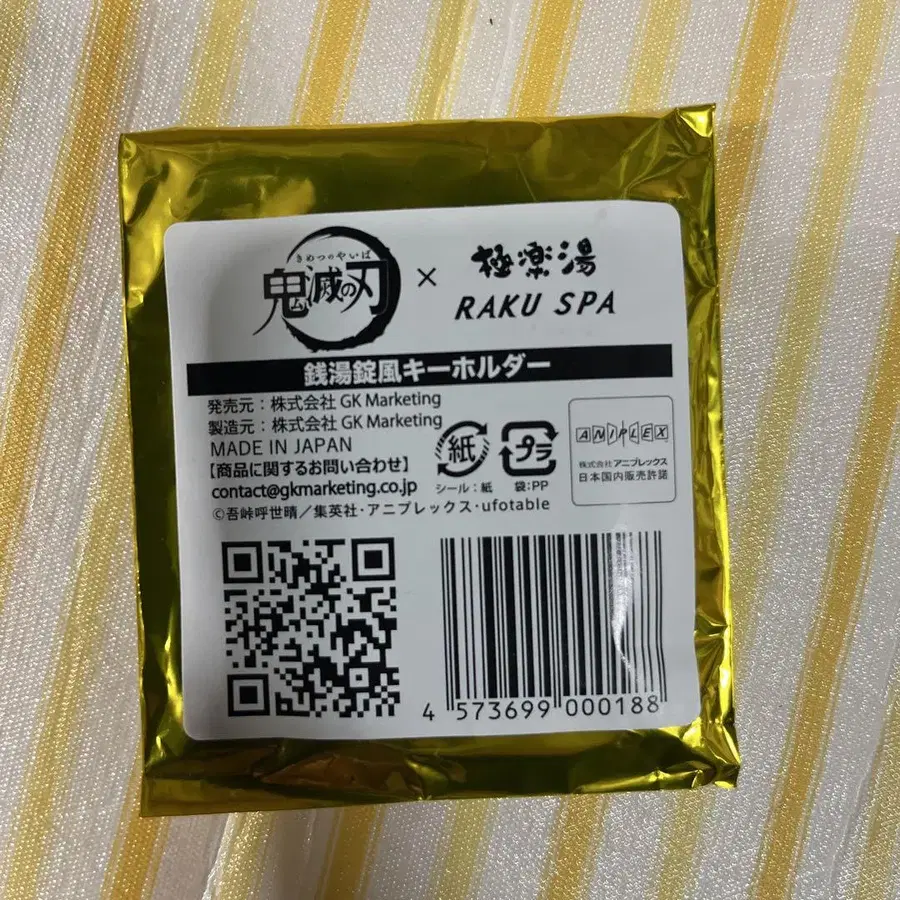 きめつのやいば
鬼滅の刃 × 極楽湯
RAKU SPA
銭湯錠風キーホルダー
発売元：株式会社 GK Marketing
製造元：株式会社 GK Marketing
MADE IN JAPAN
【商品に関するお問い合わせ】
contact@gkmarketing.co.jp
紙
シール：紙
プラ
袋：PP
ANIPLEX
株式会社 アニプレックス
日本国内販売許諾
©吾峠呼世晴／集英社・アニプレックス・ufotable
4 573699 000188